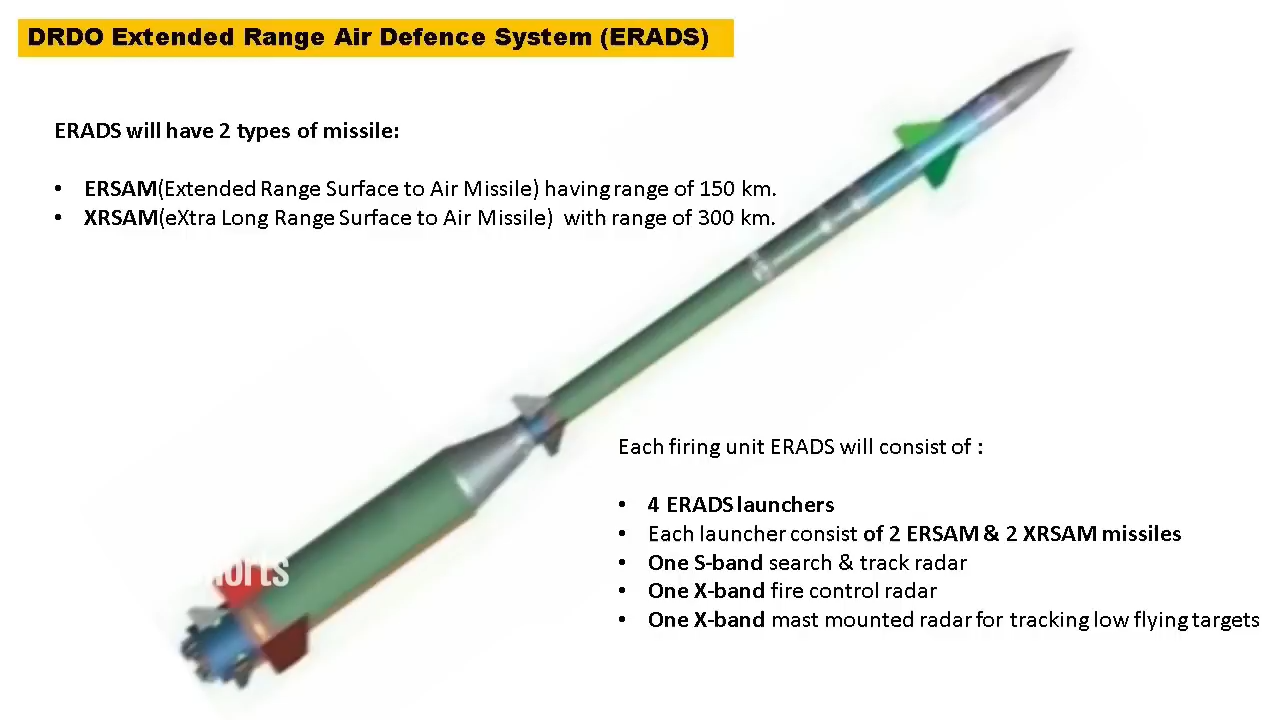 DRDO Extended Range Air Defence System (ERADS)
ERADS will have 2 types of missile:
• ERSAM(Extended Range Surface to Air Missile) having range of 150 km.
• XRSAM(eXtra Long Range Surface to Air Missile) with range of 300 km.
Each firing unit ERADS will consist of :
• 4 ERADS launchers
• Each launcher consist of 2 ERSAM & 2 XRSAM missiles
• One S-band search & track radar
• One X-band fire control radar
• One X-band mast mounted radar for tracking low flying targets